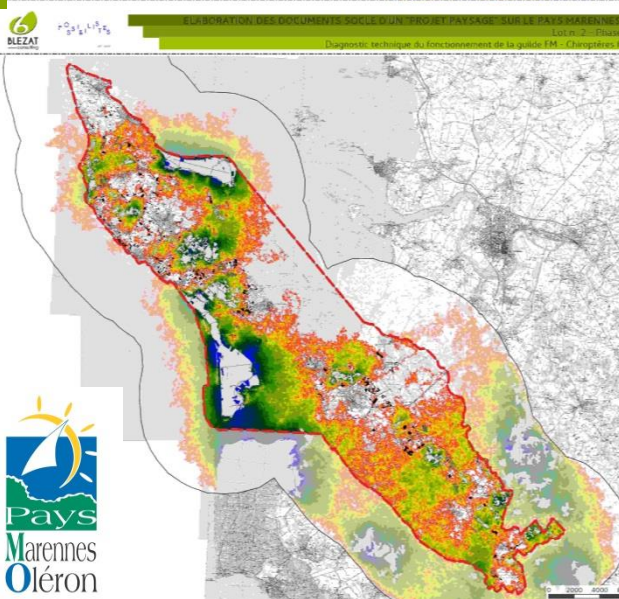 ELABORATION DES DOCUMENTS SOCLE D'UN "PROJET PAYSAGE" SUR LE PAYS MARENNES
Lot n°2 - Phase
Diagnostic technique du fonctionnement de la guilde FM - Chiroptères
BLEZAT
consulting
Pays
Marennes
Oléron
0 2000 4000